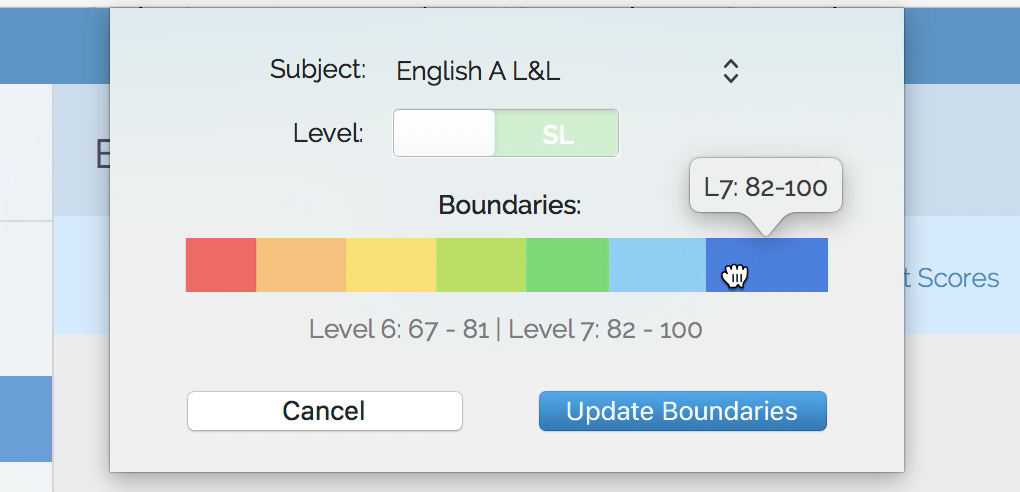 Subject: English A L&L
Level: SL
L7: 82-100
Boundaries:
t Scores
Level 6: 67 - 81 | Level 7: 82 - 100
Cancel Update Boundaries